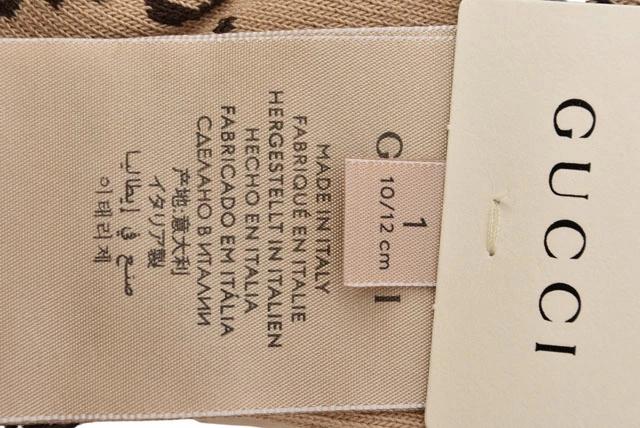 GUCCI
1
10/12 cm
G I
MADE IN ITALY
FABRIQUÉ EN ITALIE
HERGESTELLT IN ITALIEN
HECHO EN ITALIA
FABRICADO EM ITÁLIA
СДЕЛАНО В ИТАЛИИ
产地:意大利
イタリア製
صنع في إيطاليا
이태리제